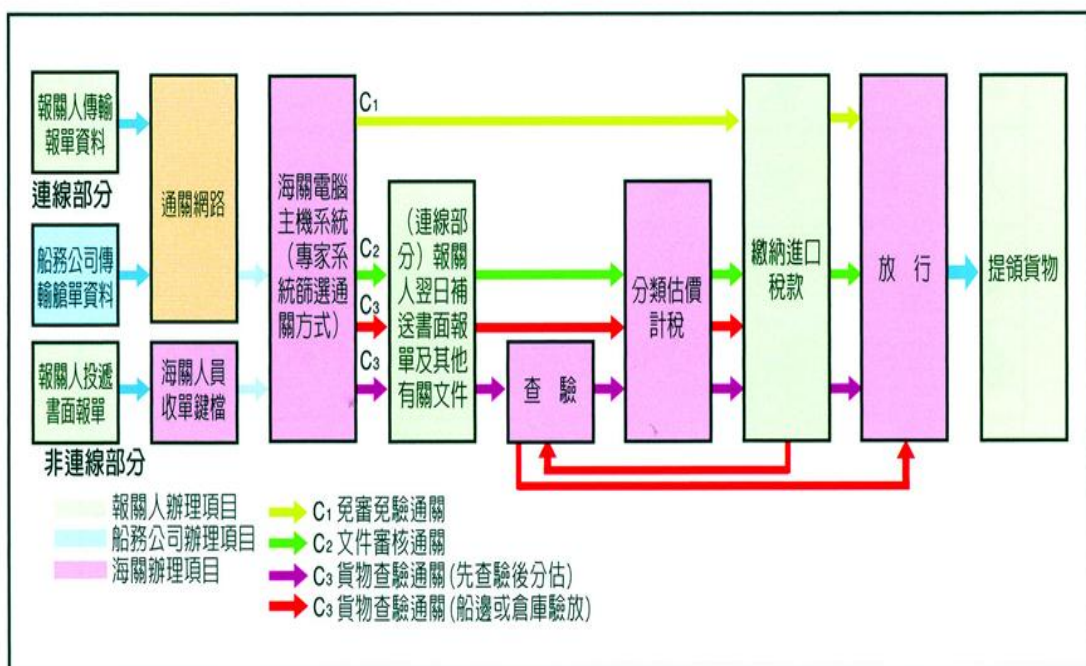 報關人傳輸
報單資料
連線部分
船務公司傳
輸艙單資料
報關人投遞
書面報單
非連線部分
通關網路
海關人員
收單鍵檔
海關電腦
主機系統
(專家系
統篩選通
關方式)
C1
C2
C3
C3
(連線部
分)報關
人翌日補
送書面報
單及其他
有關文件
查 驗
分類估價
計稅
繳納進口
稅款
放 行
提領貨物
報關人辦理項目
船務公司辦理項目
海關辦理項目
C1 免審免驗通關
C2 文件審核通關
C3 貨物查驗通關(先查驗後分估)
C3 貨物查驗通關(船邊或倉庫驗放)